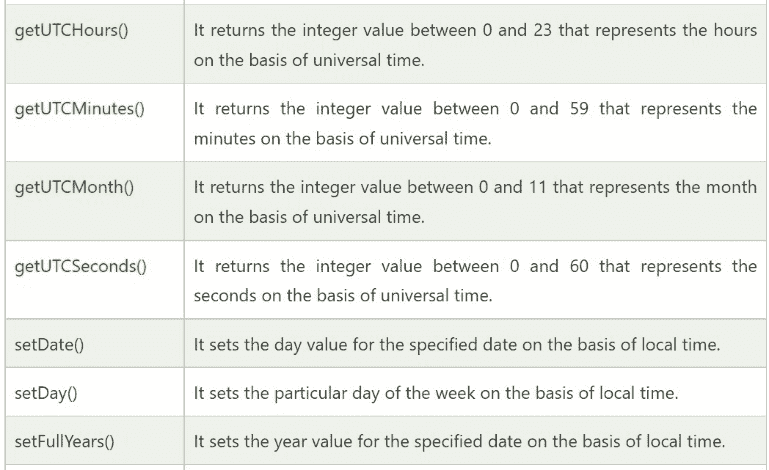 getUTCHours()
It returns the integer value between 0 and 23 that represents the hours
on the basis of universal time.
getUTCMinutes()
It returns the integer value between 0 and 59 that represents the
minutes on the basis of universal time.
getUTCMonth()
It returns the integer value between 0 and 11 that represents the month
on the basis of universal time.
getUTCSeconds()
It returns the integer value between 0 and 60 that represents the
seconds on the basis of universal time.
setDate()
It sets the day value for the specified date on the basis of local time.
setDay()
It sets the particular day of the week on the basis of local time.
setFullYears()
It sets the year value for the specified date on the basis of local time.